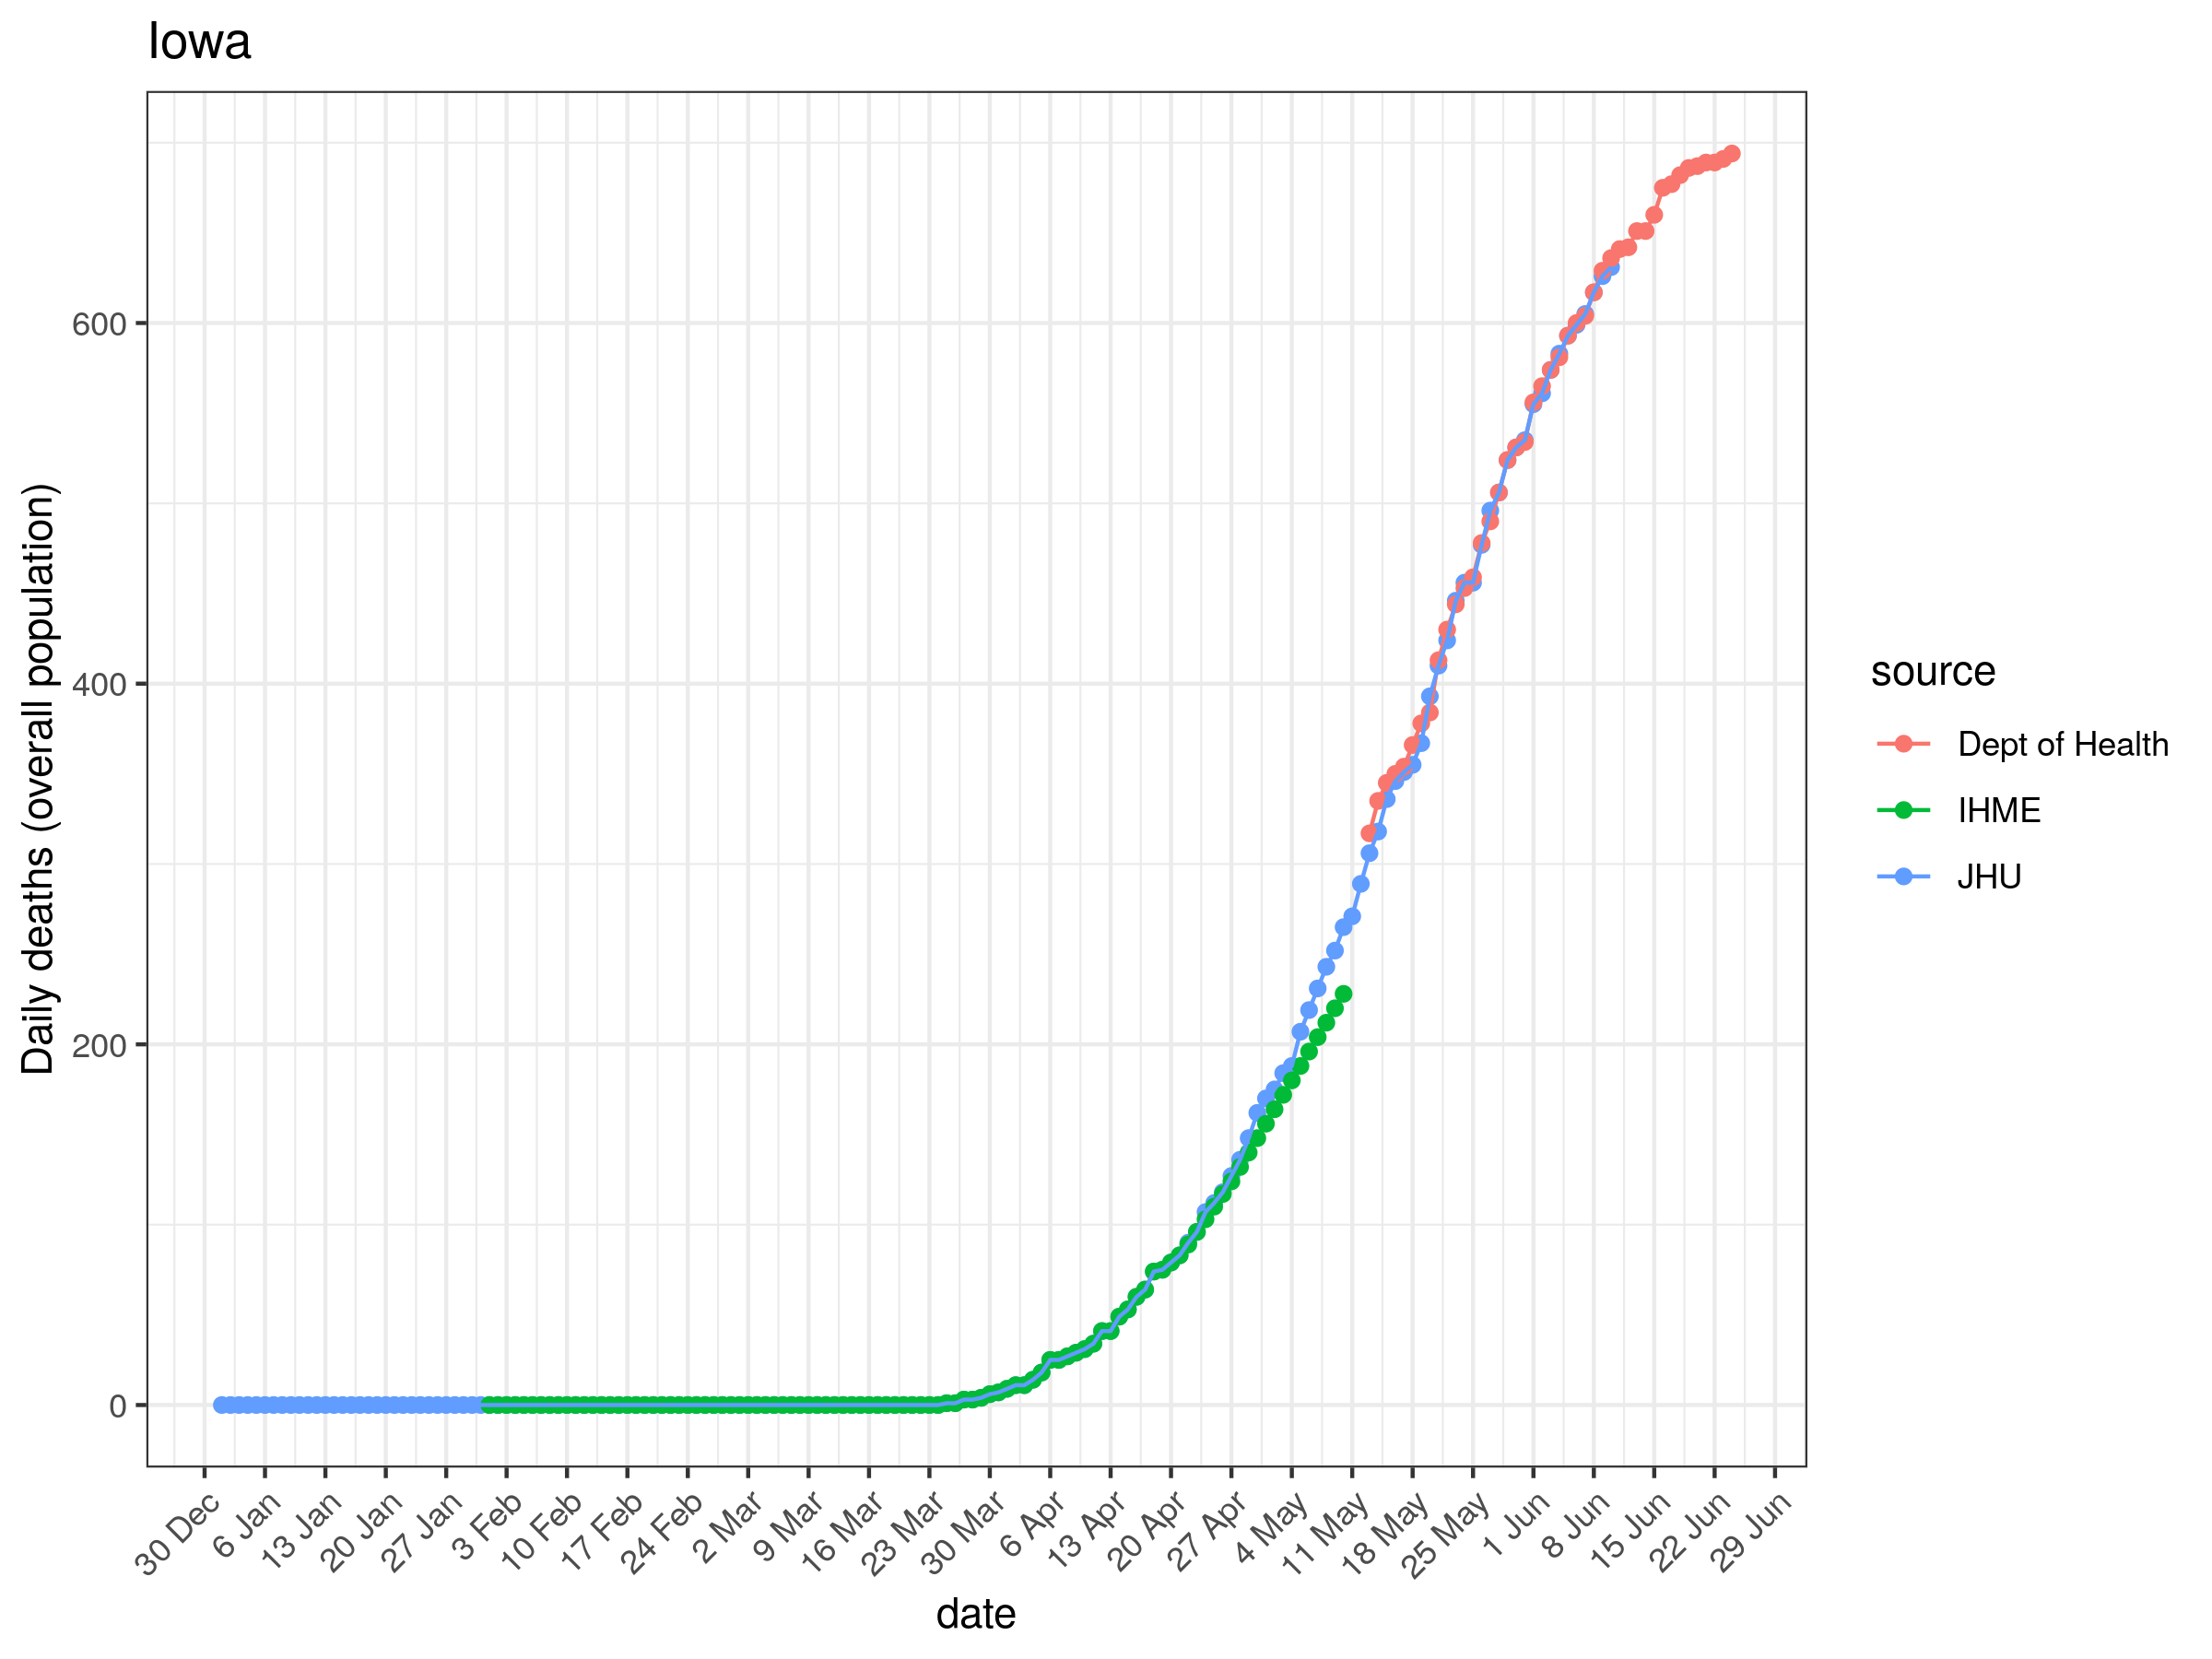 Iowa
Daily deaths (overall population)
600
400
200
0
30 Dec
6 Jan
13 Jan
20 Jan
27 Jan
3 Feb
10 Feb
17 Feb
24 Feb
2 Mar
9 Mar
16 Mar
23 Mar
30 Mar
6 Apr
13 Apr
20 Apr
27 Apr
4 May
11 May
18 May
25 May
1 Jun
8 Jun
15 Jun
22 Jun
29 Jun
date
source
Dept of Health
IHME
JHU